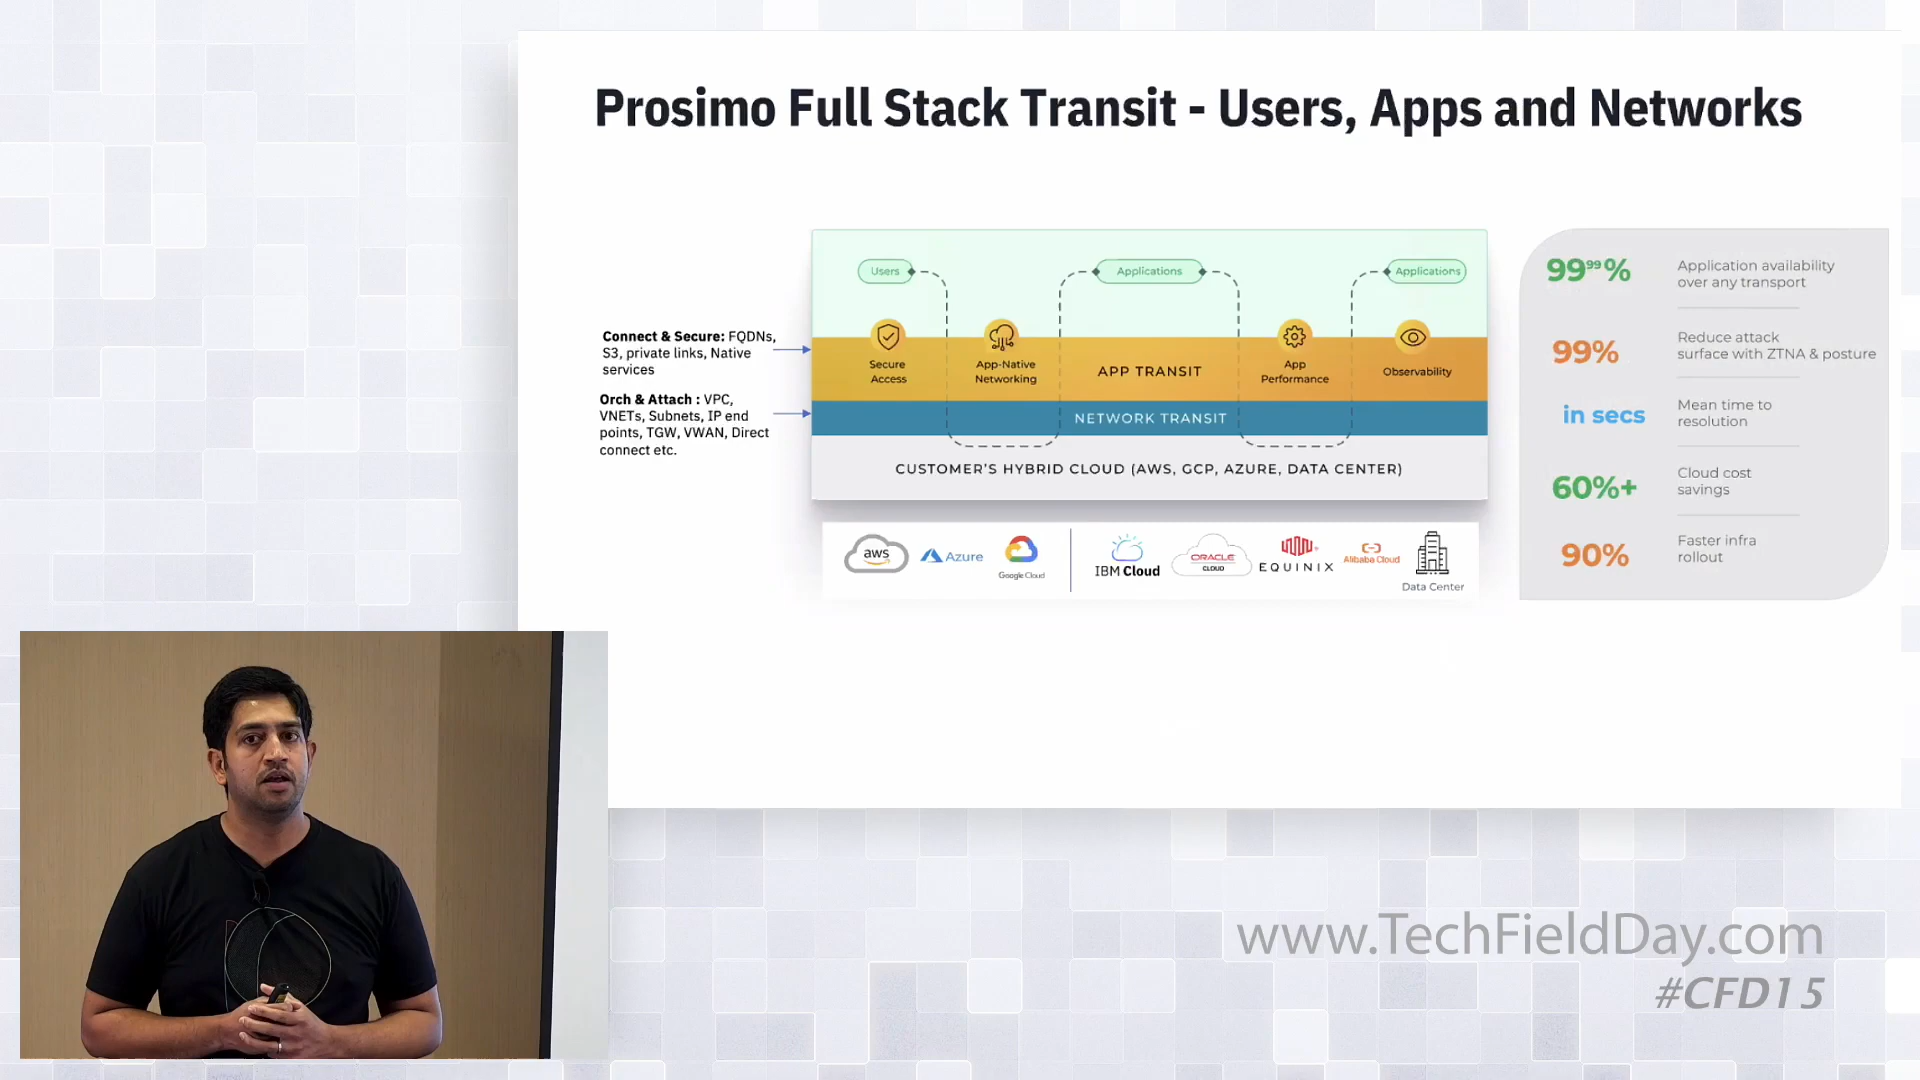 Prosimo Full Stack Transit - Users, Apps and Networks
Connect & Secure: FQDNs,
S3, private links, Native
services
Orch & Attach : VPC,
VNETs, Subnets, IP end
points, TGW, VWAN, Direct
connect etc.
Users
Applications
Applications
Secure
Access
App-Native
Networking
APP TRANSIT
App
Performance
Observability
NETWORK TRANSIT
CUSTOMER'S HYBRID CLOUD (AWS, GCP, AZURE, DATA CENTER)
aws
Azure
Google Cloud
IBM Cloud
ORACLE
CLOUD
EQUINIX
Alibaba Cloud
Data Center
99⁹⁹%
Application availability
over any transport
99%
Reduce attack
surface with ZTNA & posture
in secs
Mean time to
resolution
60%+
Cloud cost
savings
90%
Faster infra
rollout
www.TechFieldDay.com
#CFD15